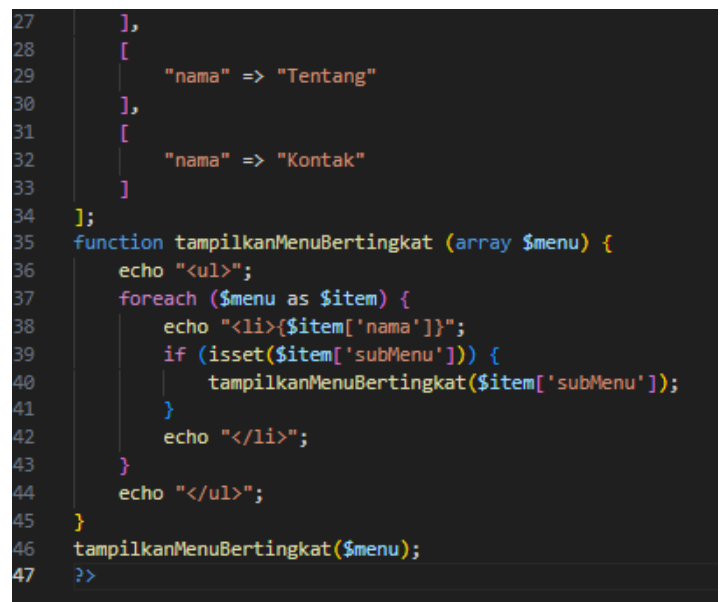 27 ],
28 [
29 "nama" => "Tentang"
30 ],
31 [
32 "nama" => "Kontak"
33 ]
34 ];
35 function tampilkanMenuBertingkat (array $menu) {
36 echo "<ul>";
37 foreach ($menu as $item) {
38 echo "<li>{$item['nama']}";
39 if (isset($item['subMenu'])) {
40 tampilkanMenuBertingkat($item['subMenu']);
41 }
42 echo "</li>";
43 }
44 echo "</ul>";
45 }
46 tampilkanMenuBertingkat($menu);
47 ?>